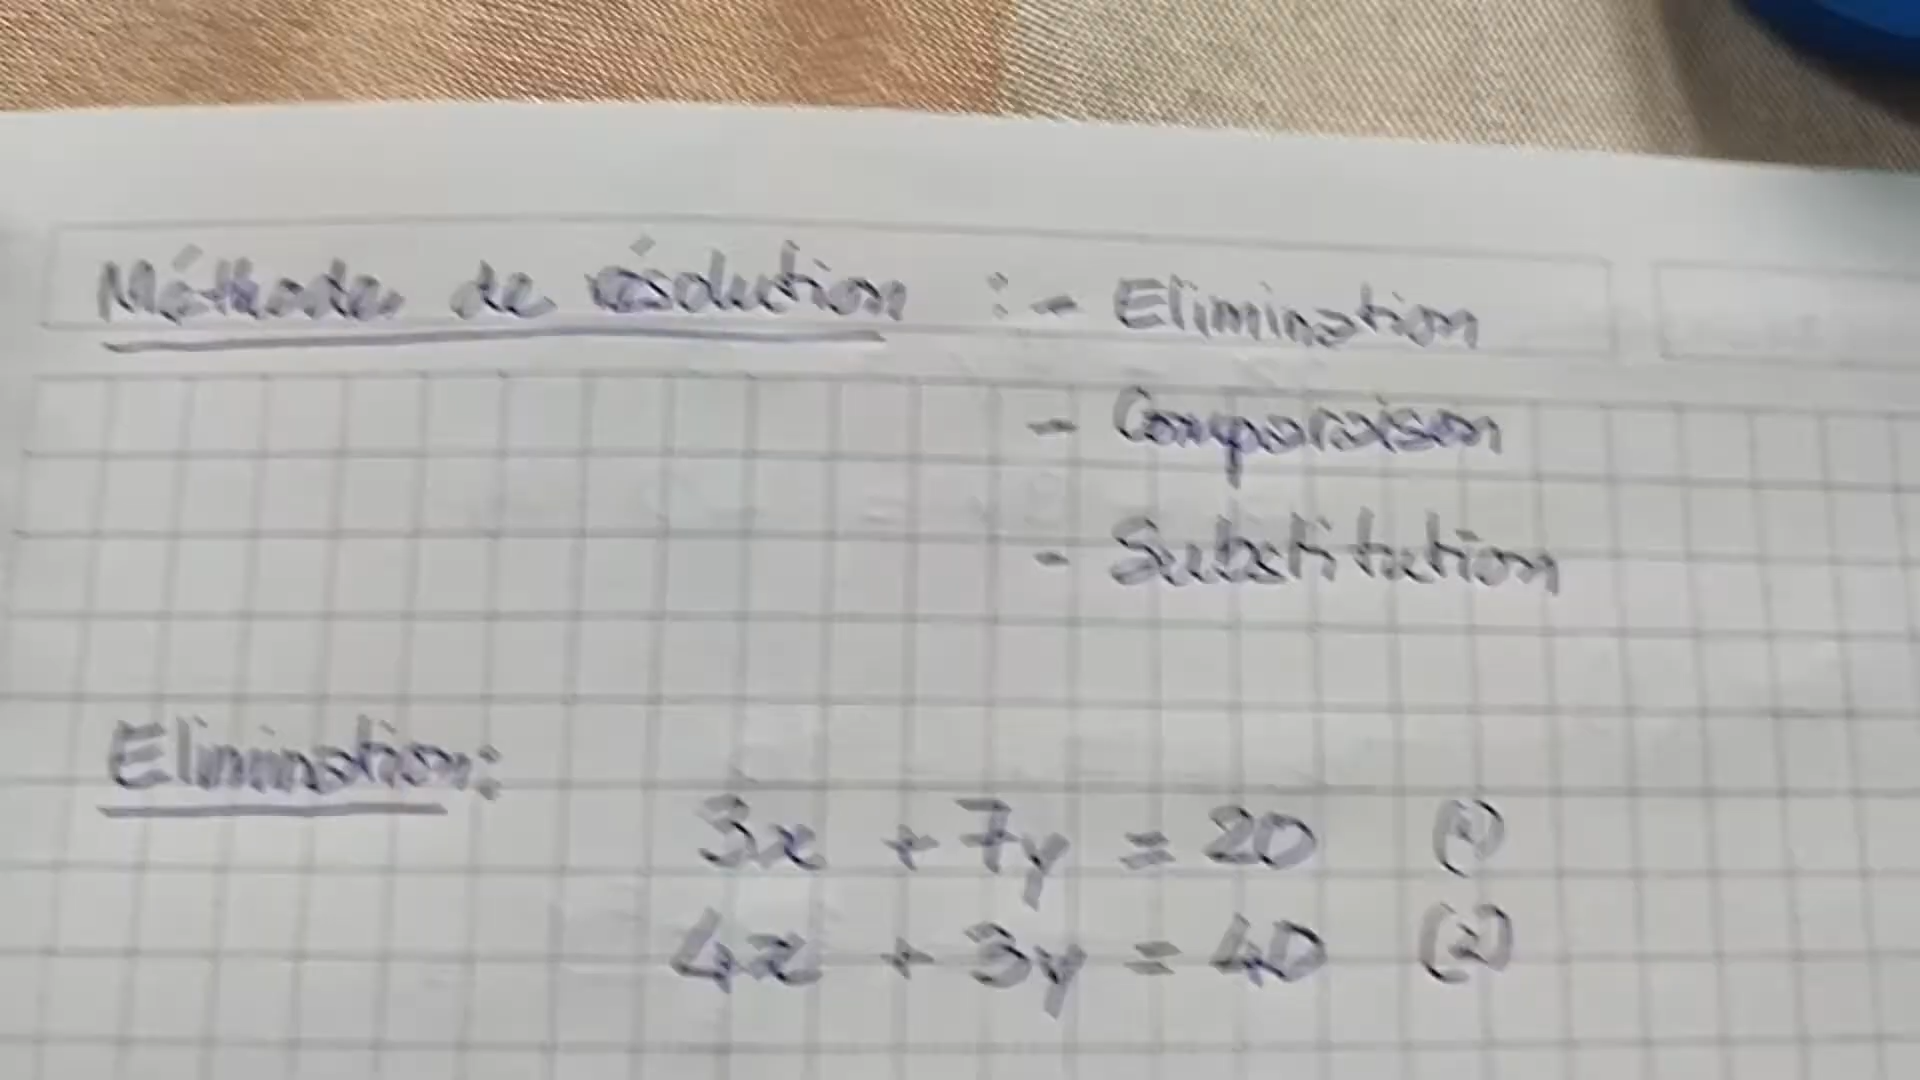 Méthodes de résolution : - Elimination
- Comparaison
- Substitution
Elimination:
3x + 7y = 20 (1)
4x + 3y = 40 (2)